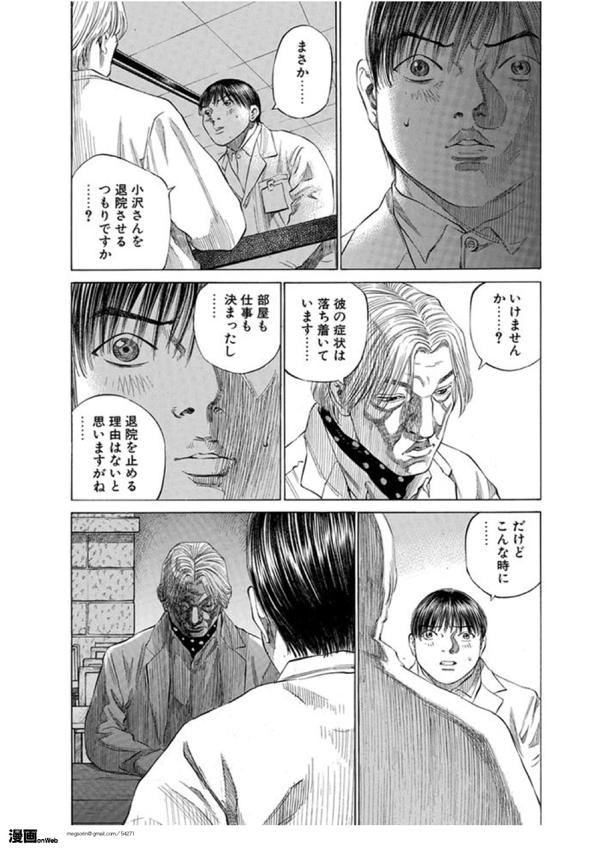 まさか
……
小沢さんを
退院させる
つもりですか
……?
いけません
か……?
彼の症状は
落ち着いて
います……
部屋も
仕事も
決まったし
……
退院を止める
理由はないと
思いますがね
……
だけど
こんな時に
……
漫画onWeb
megaorin@gmail.com/54271